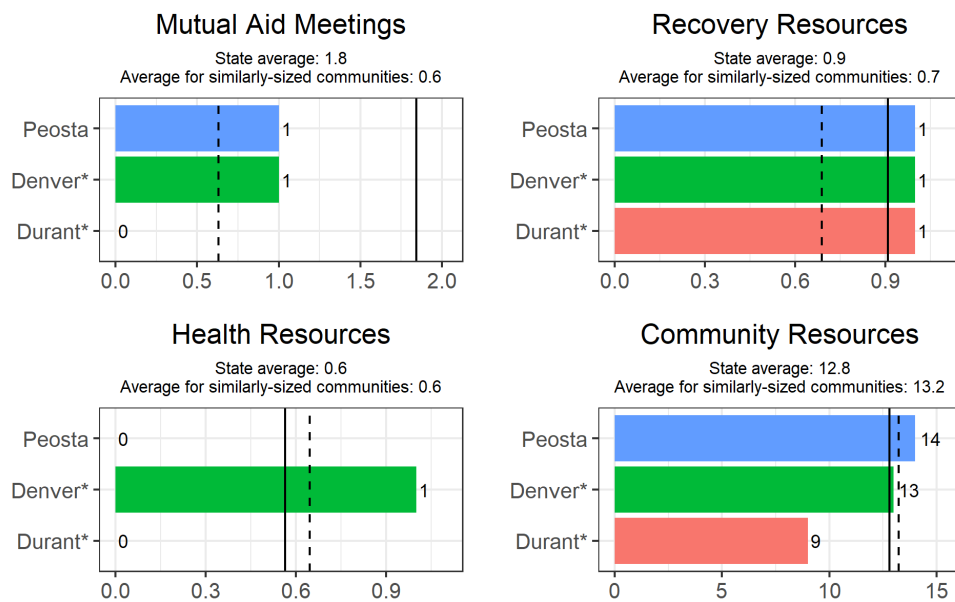 Mutual Aid Meetings
State average: 1.8
Average for similarly-sized communities: 0.6
Peosta 1
Denver* 1
Durant* 0
0.0 0.5 1.0 1.5 2.0
Recovery Resources
State average: 0.9
Average for similarly-sized communities: 0.7
Peosta 1
Denver* 1
Durant* 1
0.0 0.3 0.6 0.9
Health Resources
State average: 0.6
Average for similarly-sized communities: 0.6
Peosta 0
Denver* 1
Durant* 0
0.0 0.3 0.6 0.9
Community Resources
State average: 12.8
Average for similarly-sized communities: 13.2
Peosta 14
Denver* 13
Durant* 9
0 5 10 15